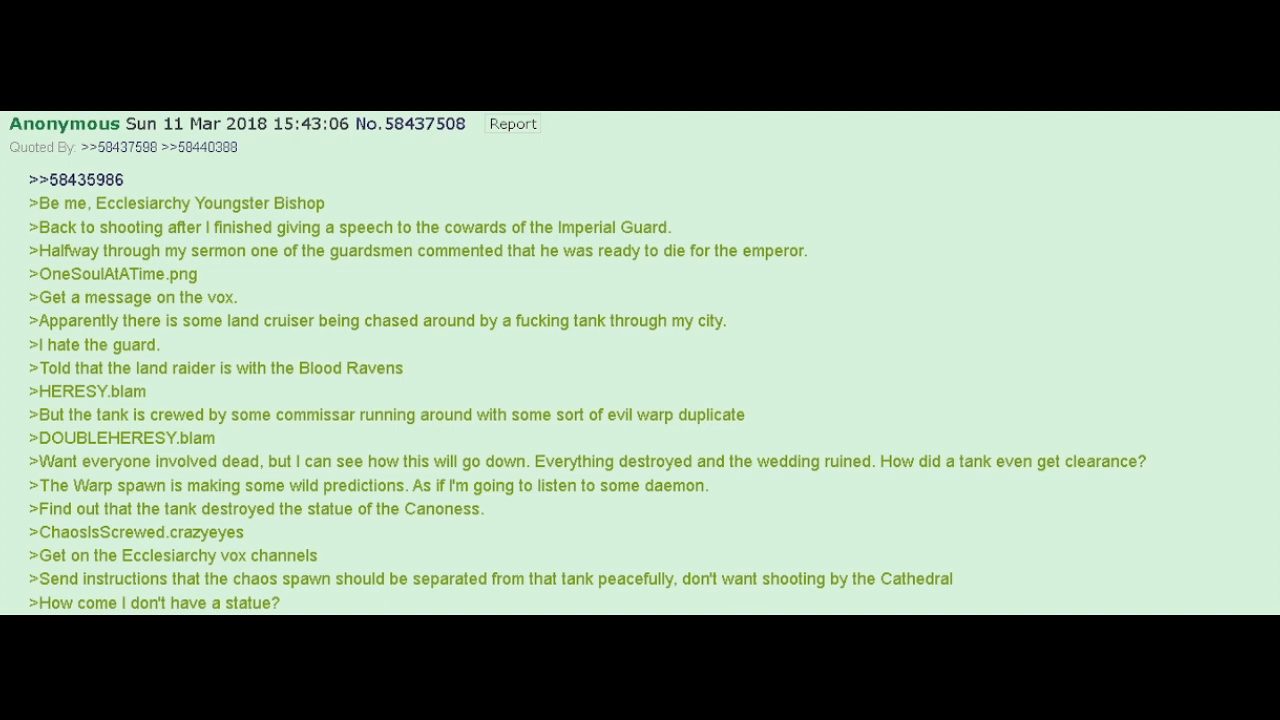 Anonymous Sun 11 Mar 2018 15:43:06 No.58437508 Report
Quoted By: >>58437598 >>58440388
>>58435986
>Be me, Ecclesiarchy Youngster Bishop
>Back to shooting after I finished giving a speech to the cowards of the Imperial Guard.
>Halfway through my sermon one of the guardsmen commented that he was ready to die for the emperor.
>OneSoulAtATime.png
>Get a message on the vox.
>Apparently there is some land cruiser being chased around by a fucking tank through my city.
>I hate the guard.
>Told that the land raider is with the Blood Ravens
>HERESY.blam
>But the tank is crewed by some commissar running around with some sort of evil warp duplicate
>DOUBLEHERESY.blam
>Want everyone involved dead, but I can see how this will go down. Everything destroyed and the wedding ruined. How did a tank even get clearance?
>The Warp spawn is making some wild predictions. As if I'm going to listen to some daemon.
>Find out that the tank destroyed the statue of the Canoness.
>ChaosIsScrewed.crazyeyes
>Get on the Ecclesiarchy vox channels
>Send instructions that the chaos spawn should be separated from that tank peacefully, don't want shooting by the Cathedral
>How come I don't have a statue?